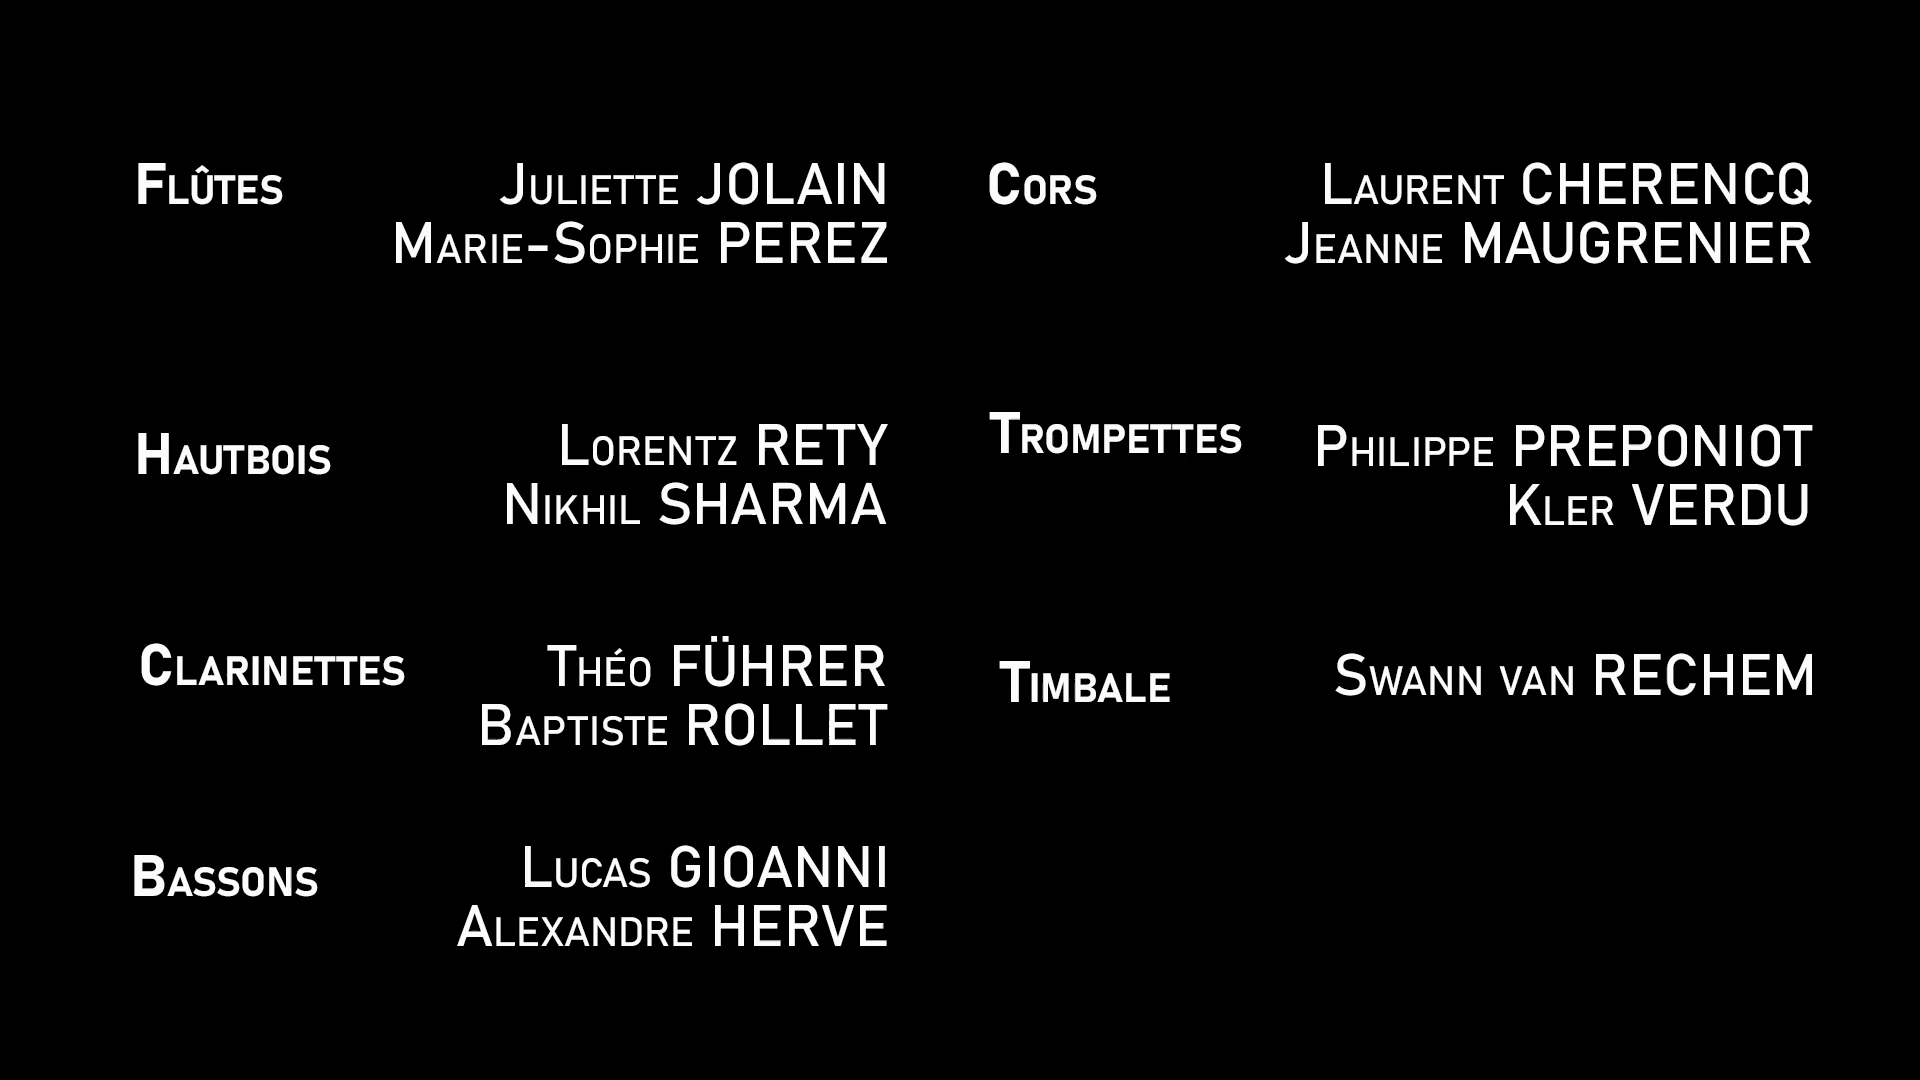 Flûtes
Juliette JOLAIN
Marie-Sophie PEREZ
Hautbois
Lorentz RETY
Nikhil SHARMA
Clarinettes
Théo FÜHRER
Baptiste ROLLET
Bassons
Lucas GIOANNI
Alexandre HERVE
Cors
Laurent CHERENCQ
Jeanne MAUGRENIER
Trompettes
Philippe PREPONIOT
Kler VERDU
Timbale
Swann van RECHEM